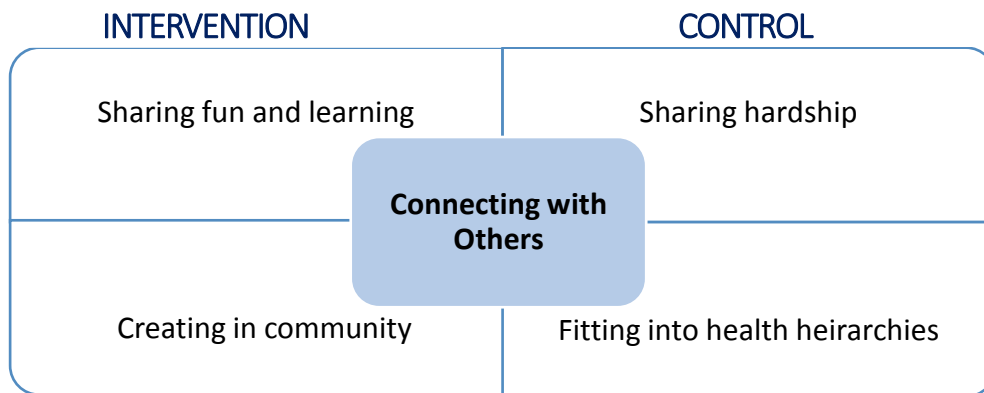 INTERVENTION
CONTROL
Sharing fun and learning
Sharing hardship
Connecting with
Others
Creating in community
Fitting into health heirarchies